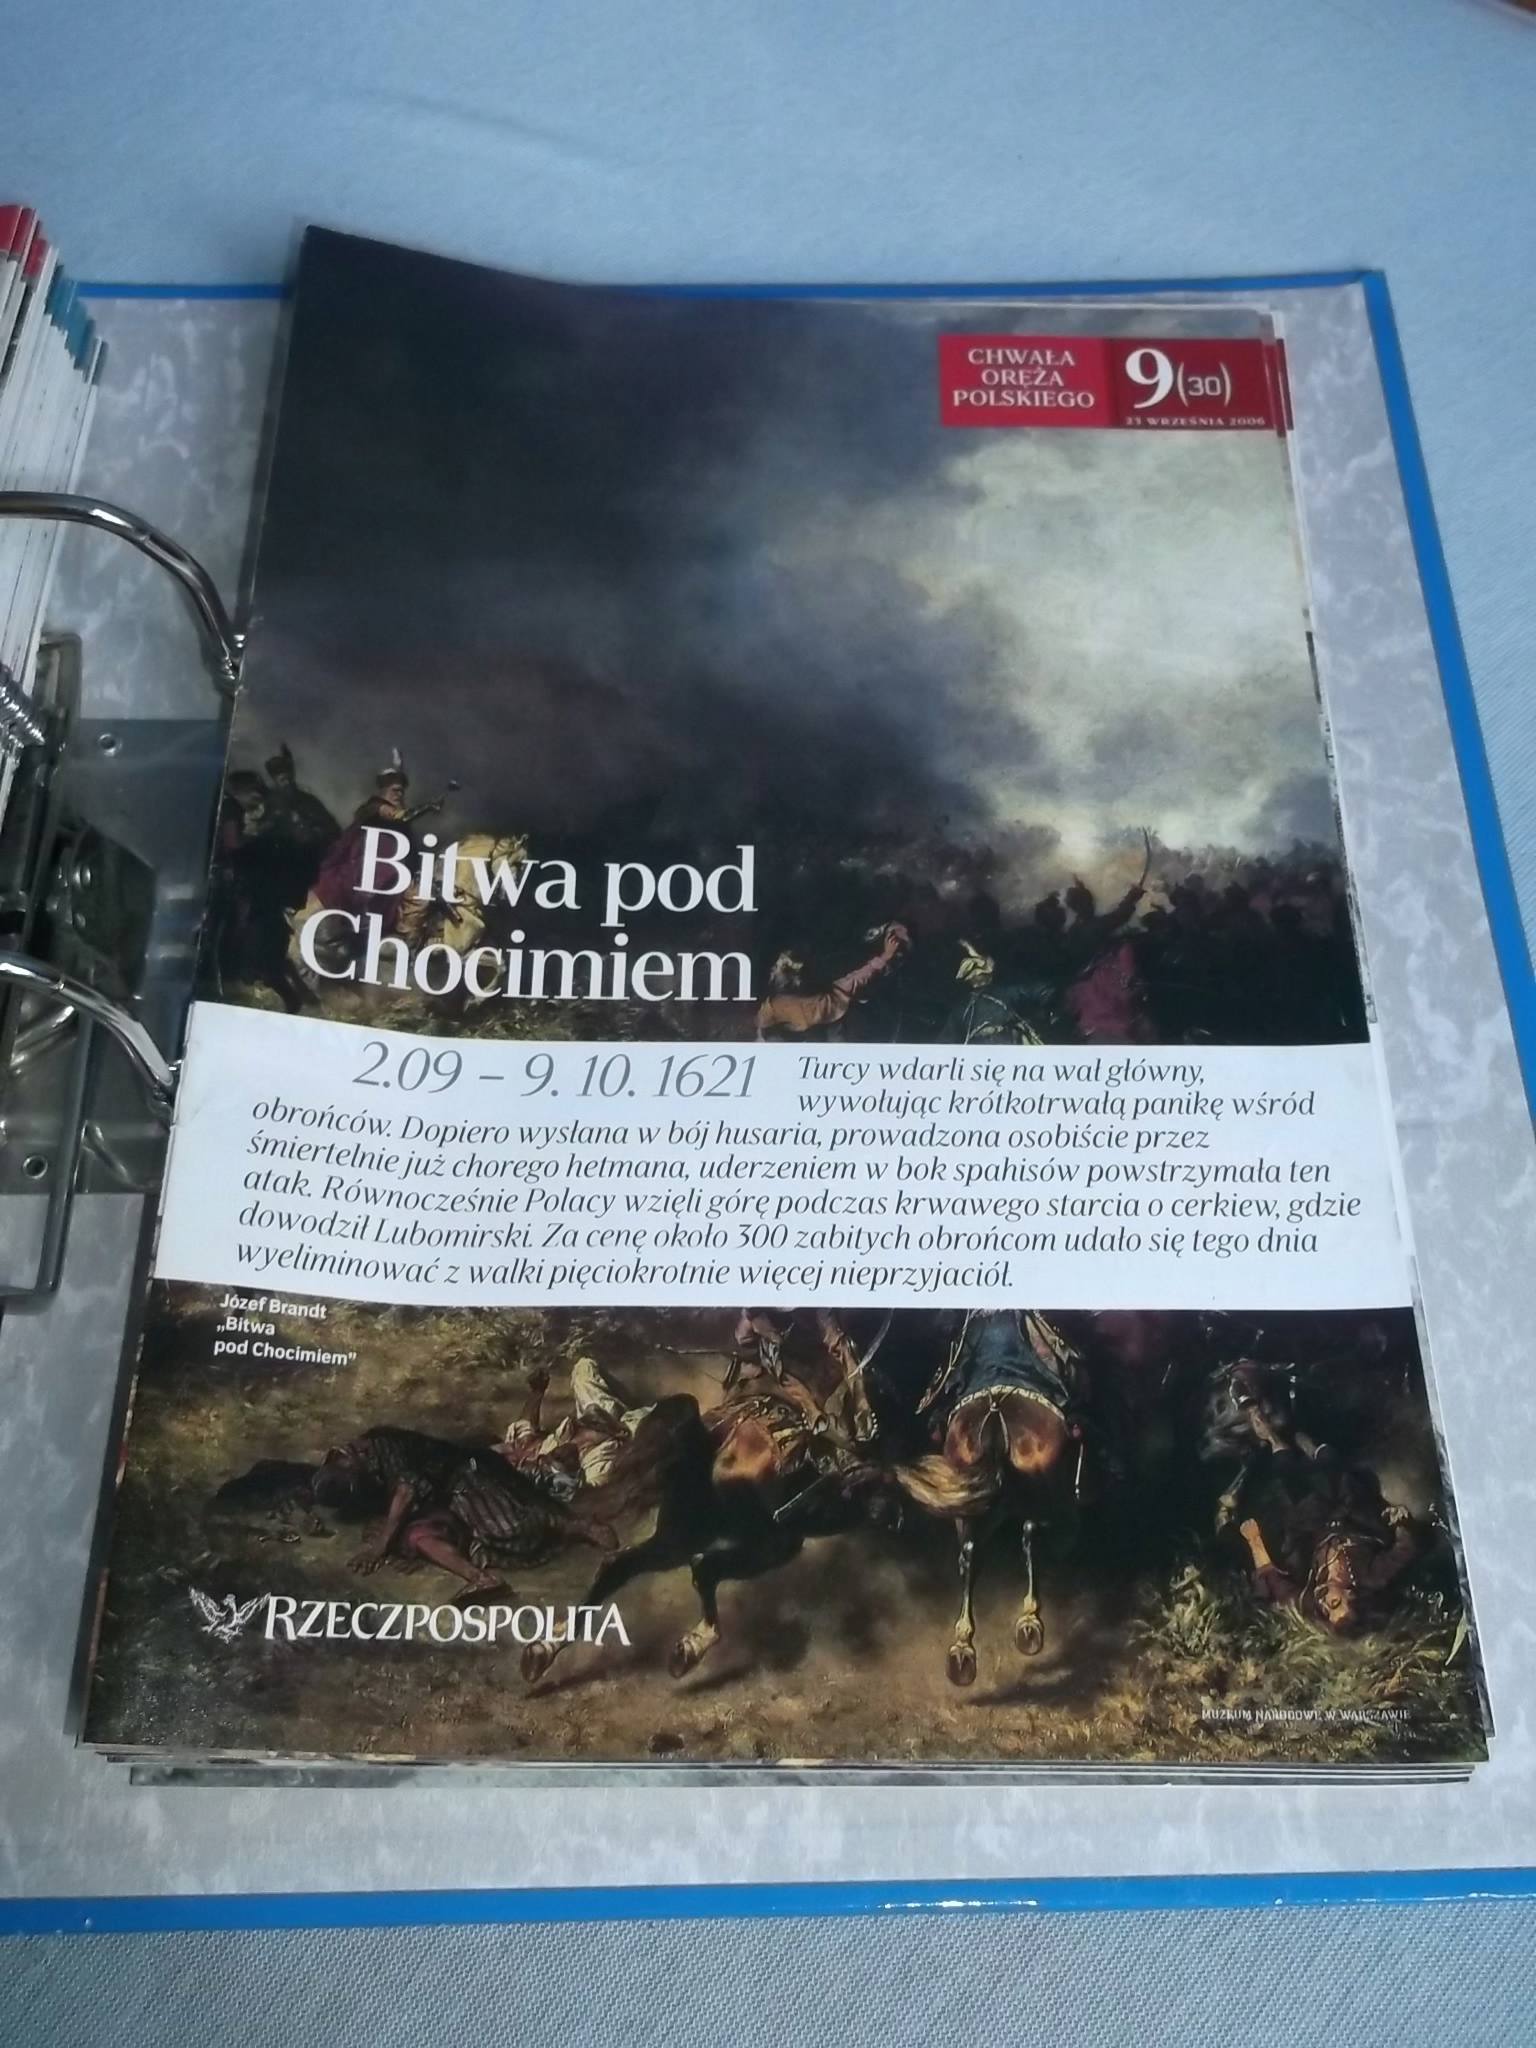 CHWAŁA
ORĘŻA
POLSKIEGO
9(30)
23 WRZEŚNIA 2006
Bitwa pod
Chocimiem
2.09 – 9. 10. 1621
Turcy wdarli się na wał główny,
wywołując krótkotrwałą panikę wśród
obrońców. Dopiero wysłana w bój husaria, prowadzona osobiście przez
śmiertelnie już chorego hetmana, uderzeniem w bok spahisów powstrzymała ten
atak. Równocześnie Polacy wzięli górę podczas krwawego starcia o cerkiew, gdzie
dowodził Lubomirski. Za cenę około 300 zabitych obrońcom udało się tego dnia
wyeliminować z walki pięciokrotnie więcej nieprzyjaciół.
Józef Brandt
„Bitwa
pod Chocimiem”
RZECZPOSPOLITA
MUZEUM NARODOWE W WARSZAWIE